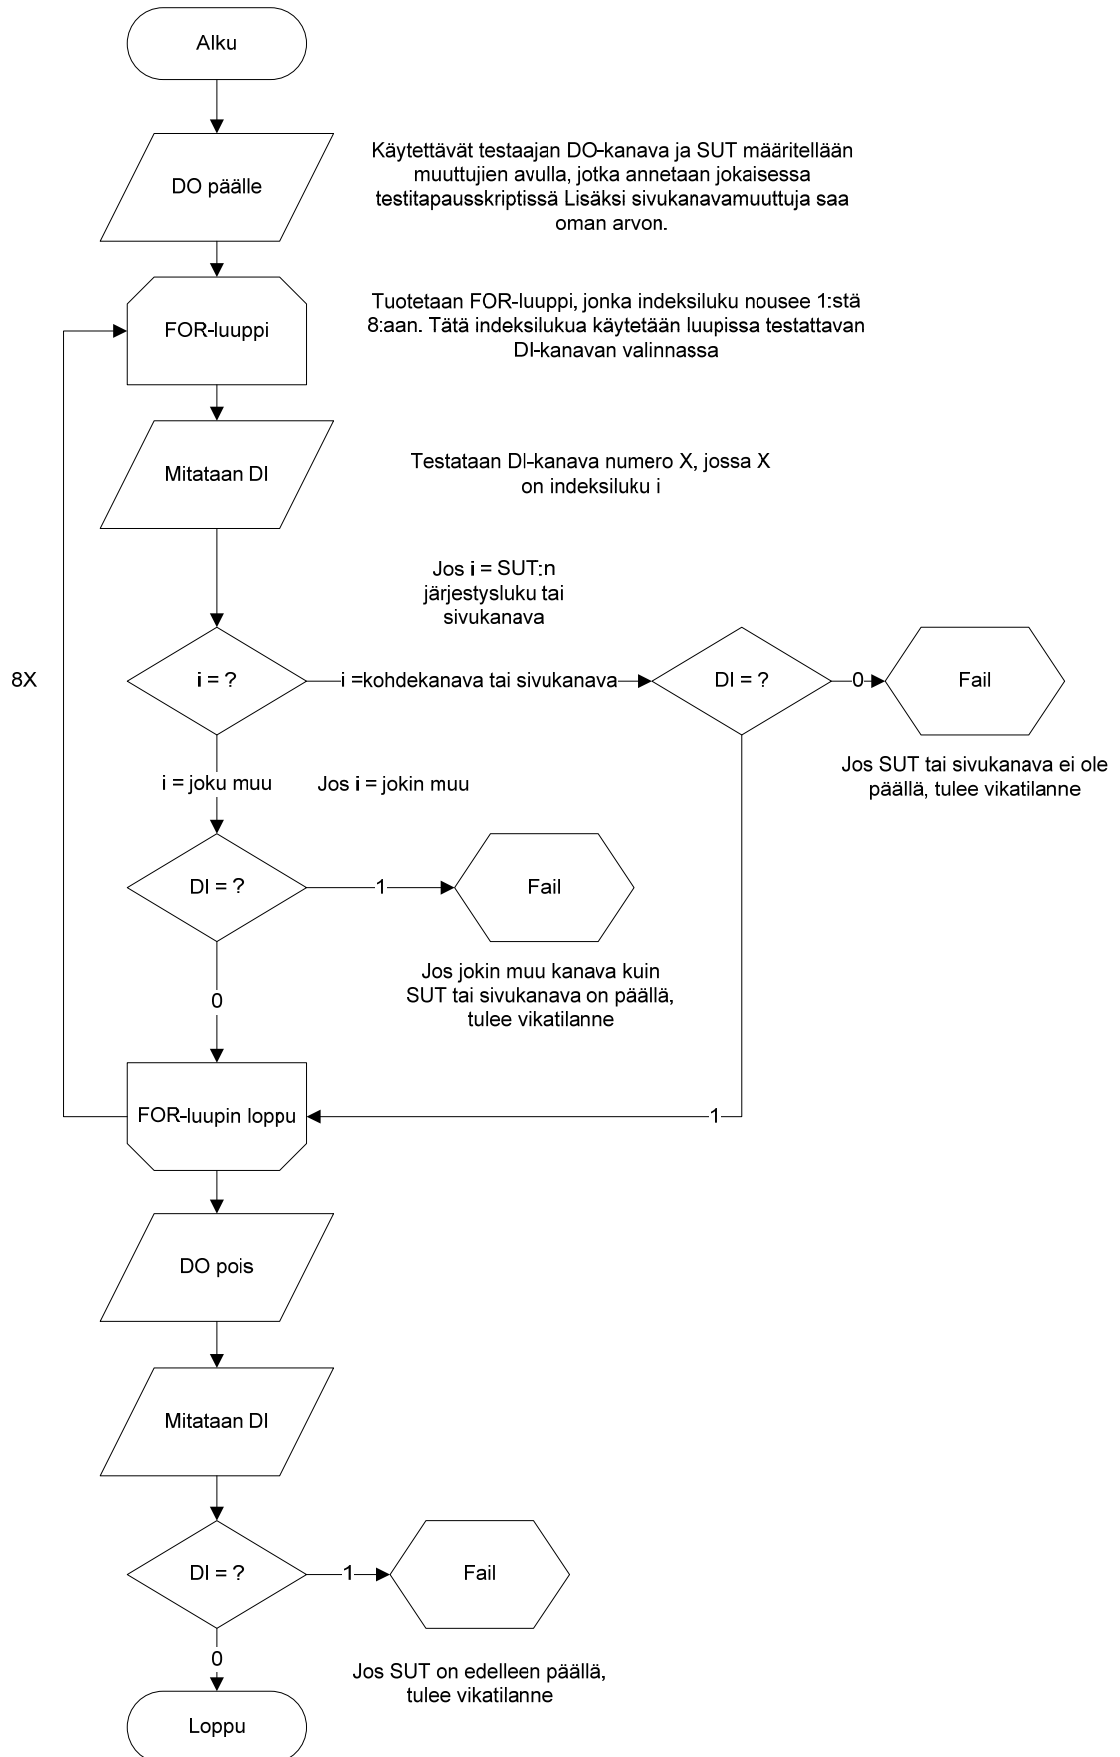 Alku
DO päälle
Käytettävät testaajan DO-kanava ja SUT määritellään
muuttujien avulla, jotka annetaan jokaisessa
testitapausskriptissä Lisäksi sivukanavamuuttuja saa
oman arvon.
FOR-luuppi
Tuotetaan FOR-luuppi, jonka indeksiluku nousee 1:stä
8:aan. Tätä indeksilukua käytetään luupissa testattavan
DI-kanavan valinnassa
Mitataan DI
Testataan DI-kanava numero X, jossa X
on indeksiluku i
Jos i = SUT:n
järjestysluku tai
sivukanava
8X
i = ?
i =kohdekanava tai sivukanava
DI = ?
0
Fail
Jos SUT tai sivukanava ei ole
päällä, tulee vikatilanne
i = joku muu
Jos i = jokin muu
DI = ?
1
Fail
Jos jokin muu kanava kuin
SUT tai sivukanava on päällä,
tulee vikatilanne
0
FOR-luupin loppu
1
DO pois
Mitataan DI
DI = ?
1
Fail
Jos SUT on edelleen päällä,
tulee vikatilanne
0
Loppu